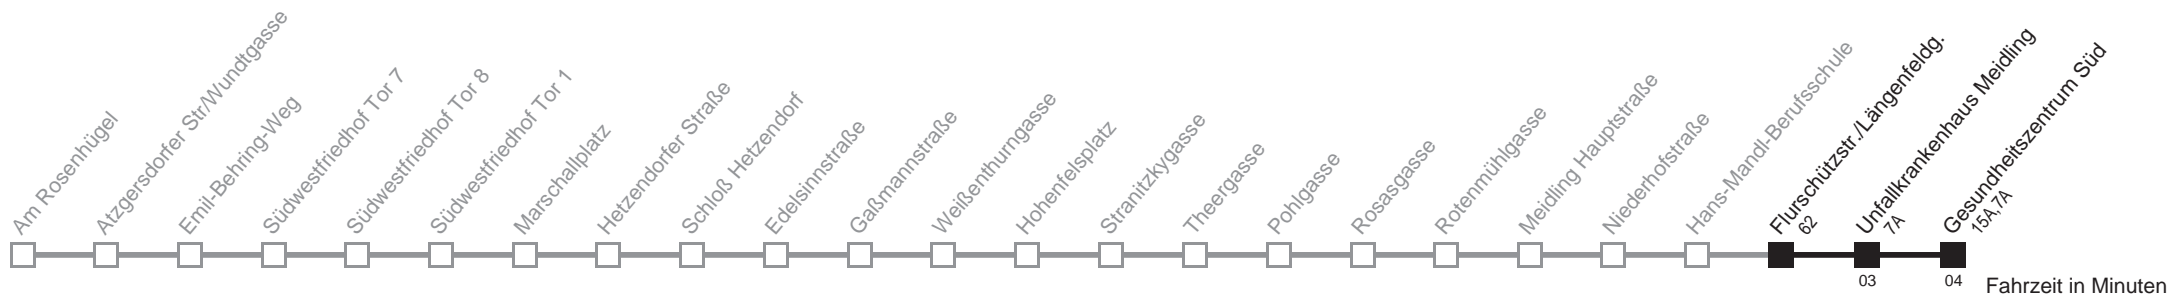 Am Rosenhügel
Atzgersdorfer Str/Wundtgasse
Emil-Behring-Weg
Südwestfriedhof Tor 7
Südwestfriedhof Tor 8
Südwestfriedhof Tor 1
Marschallplatz
Hetzendorfer Straße
Schloß Hetzendorf
Edelsinnstraße
Gaßmannstraße
Weißenthurngasse
Hohenfelsplatz
Stranitzkygasse
Theergasse
Pohlgasse
Rosasgasse
Rotenmühlgasse
Meidling Hauptstraße
Niederhofstraße
Hans-Mandl-Berufsschule
Flurschützstr./Längenfeldg.
62
Unfallkrankenhaus Meidling
7A
Gesundheitszentrum Süd
15A,7A
03
04
Fahrzeit in Minuten